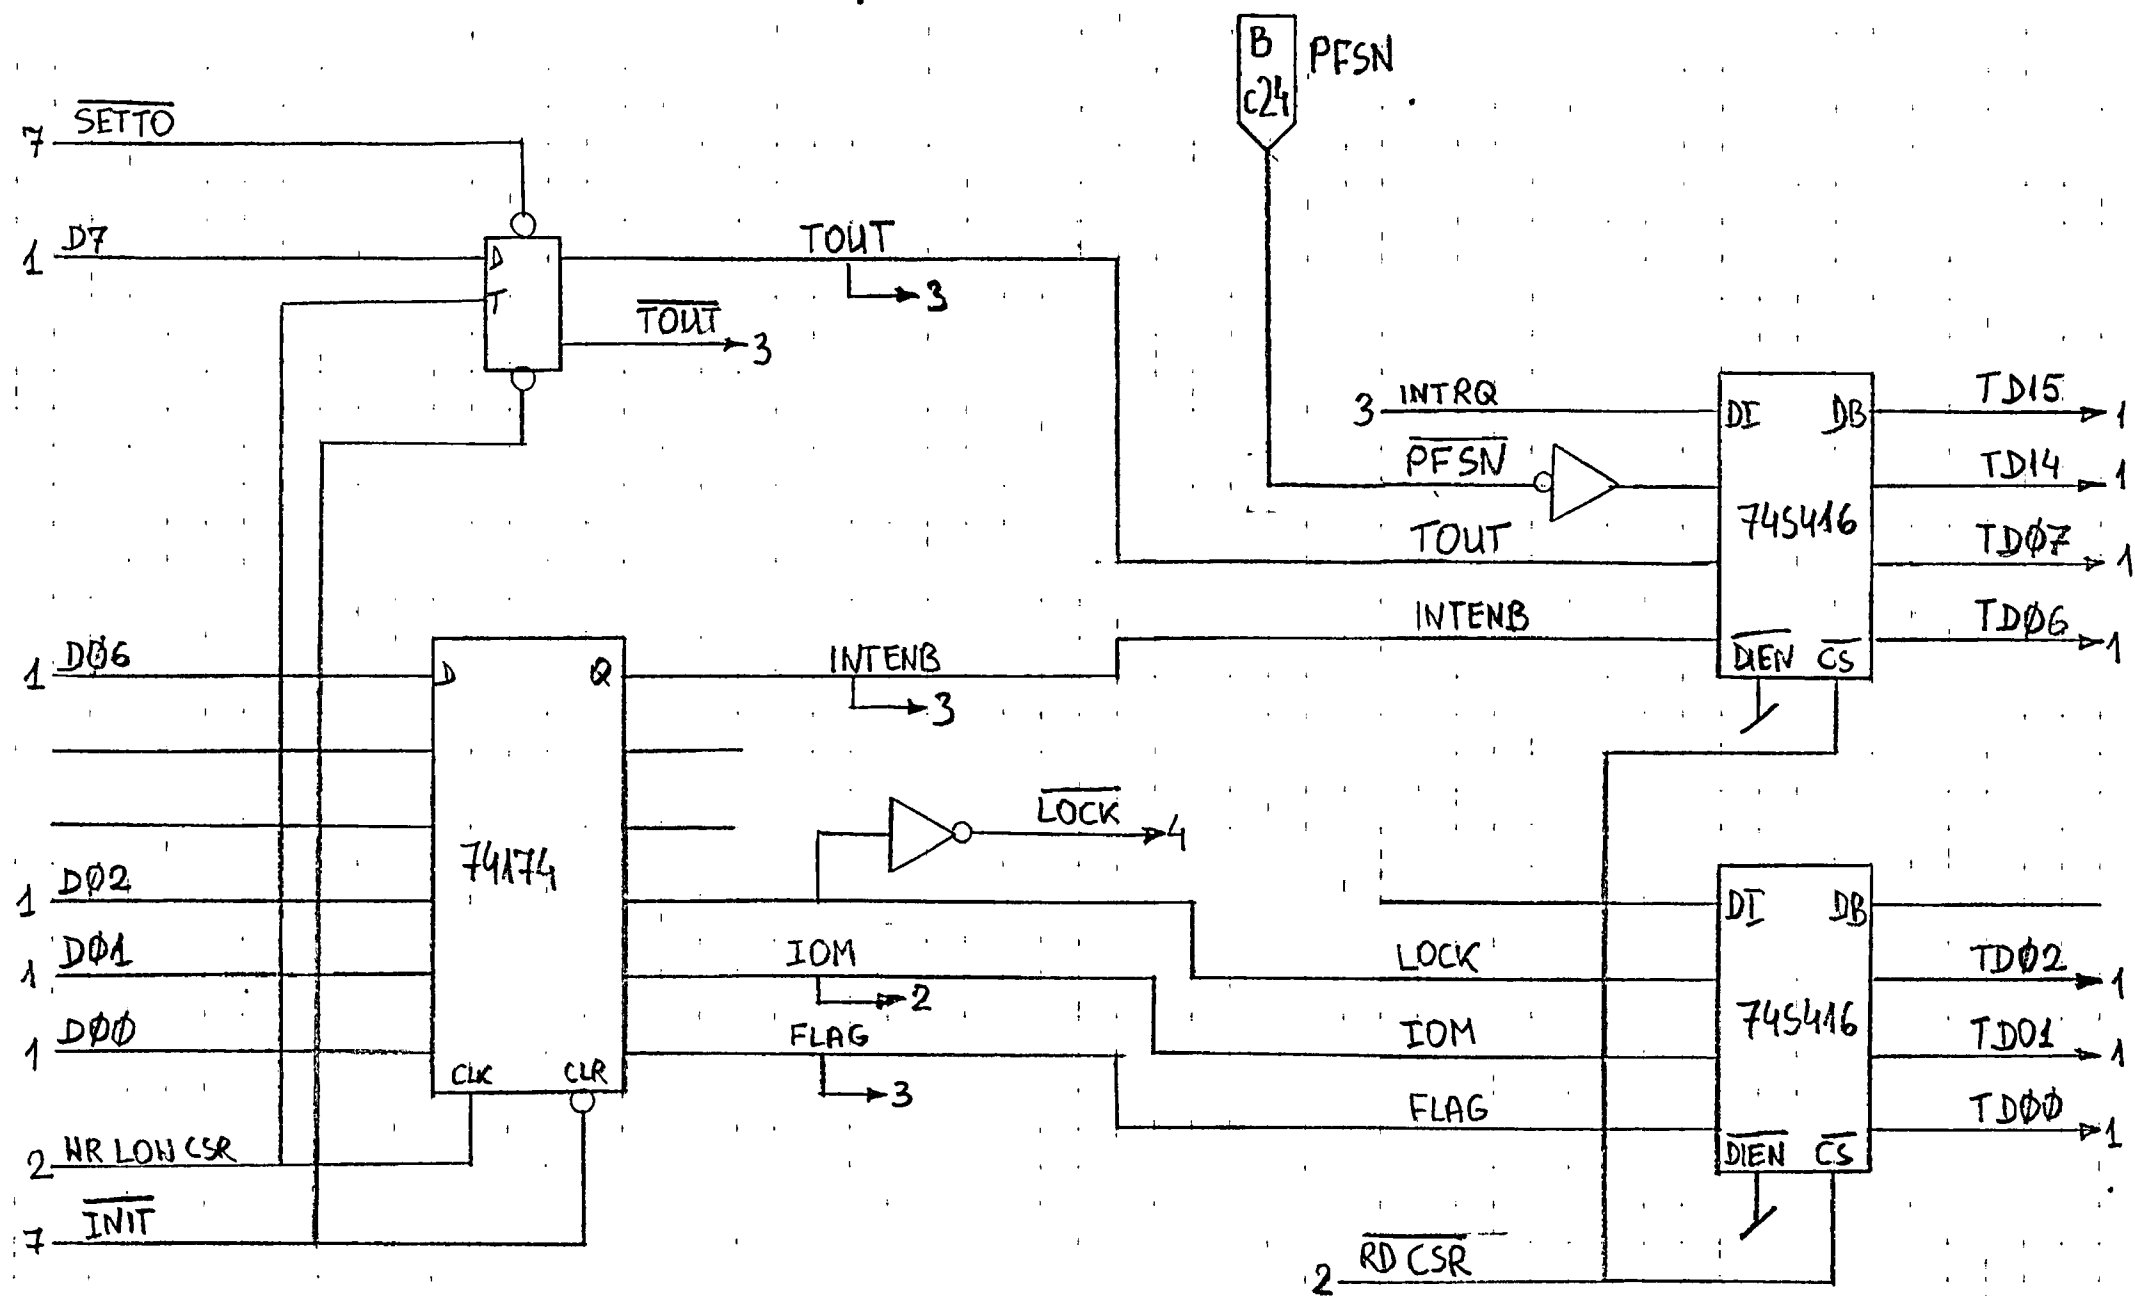 B
C24
PFSN
7 SETTO
1 D7
D
T
TOUT
3
TOUT
3
3 INTRQ
PFSN
TOUT
INTENB
DI DB
74S416
DIEN CS
TD15 1
TD14 1
TDØ7 1
TDØ6 1
1 DØ6
D Q
INTENB
3
74174
LOCK
4
1 DØ2
1 DØ1
IOM
2
1 DØØ
FLAG
3
CLK CLR
2 WR LOW CSR
7 INIT
LOCK
IOM
FLAG
DI DB
74S416
DIEN CS
TDØ2 1
TD01 1
TDØØ 1
2 RD CSR